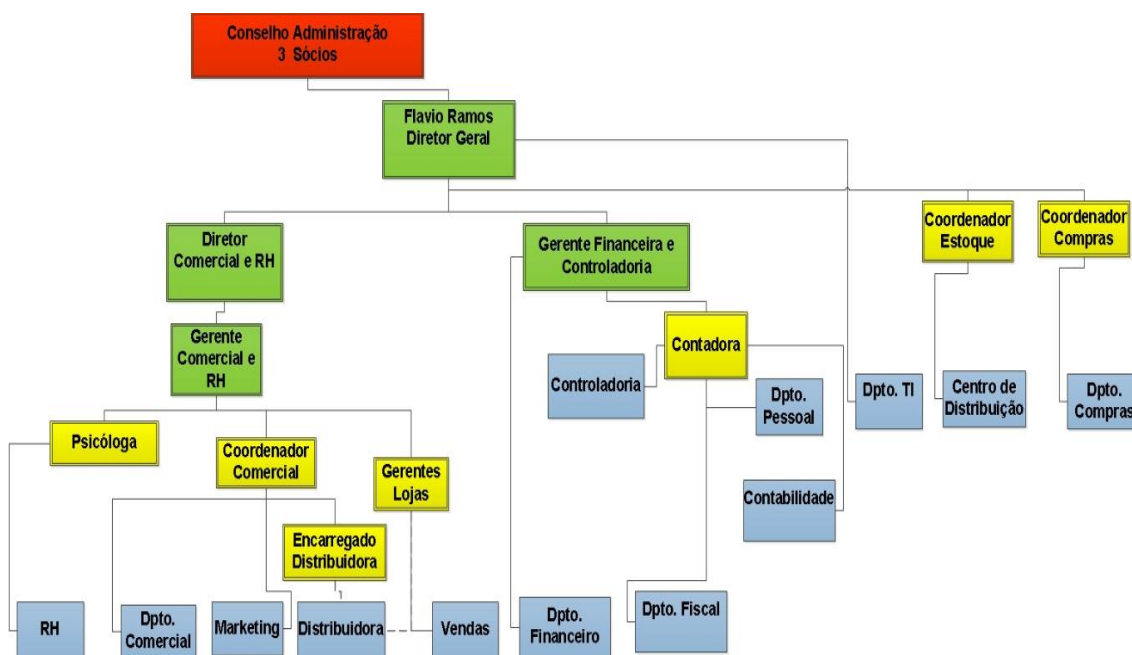 Conselho Administração
3 Sócios
Flavio Ramos
Diretor Geral
Diretor
Comercial e RH
Gerente Financeira e
Controladoria
Coordenador
Estoque
Coordenador
Compras
Gerente
Comercial e
RH
Contadora
Controladoria
Dpto.
Pessoal
Dpto. TI
Centro de
Distribuição
Dpto.
Compras
Psicóloga
Coordenador
Comercial
Gerentes
Lojas
Contabilidade
Encarregado
Distribuidora
RH
Dpto.
Comercial
Marketing
Distribuidora
Vendas
Dpto.
Financeiro
Dpto. Fiscal